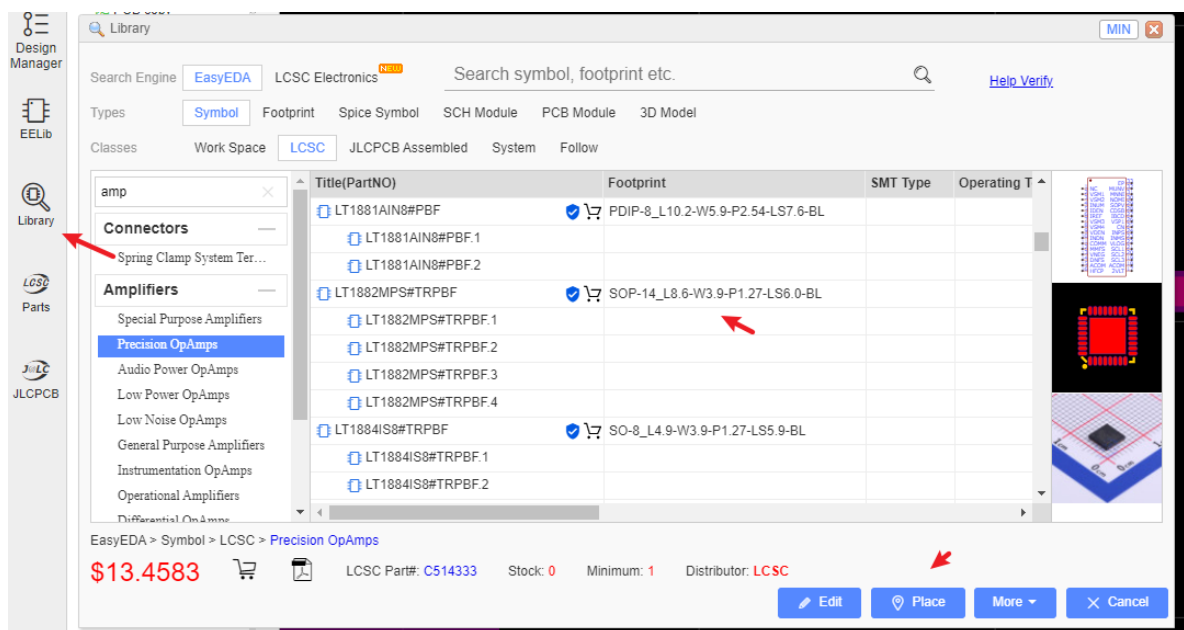 Library
MIN
Design
Manager
EELib
Library
LCSC
Parts
JLCPCB
Search Engine EasyEDA LCSC Electronics NEW Search symbol, footprint etc. Help Verify
Types Symbol Footprint Spice Symbol SCH Module PCB Module 3D Model
Classes Work Space LCSC JLCPCB Assembled System Follow
amp
Connectors
Spring Clamp System Ter...
Amplifiers
Special Purpose Amplifiers
Precision OpAmps
Audio Power OpAmps
Low Power OpAmps
Low Noise OpAmps
General Purpose Amplifiers
Instrumentation OpAmps
Operational Amplifiers
Differential OpAmps
Title(PartNO) Footprint SMT Type Operating T
LT1881AIN8#PBF PDIP-8_L10.2-W5.9-P2.54-LS7.6-BL
LT1881AIN8#PBF.1
LT1881AIN8#PBF.2
LT1882MPS#TRPBF SOP-14_L8.6-W3.9-P1.27-LS6.0-BL
LT1882MPS#TRPBF.1
LT1882MPS#TRPBF.2
LT1882MPS#TRPBF.3
LT1882MPS#TRPBF.4
LT1884IS8#TRPBF SO-8_L4.9-W3.9-P1.27-LS5.9-BL
LT1884IS8#TRPBF.1
LT1884IS8#TRPBF.2
EasyEDA > Symbol > LCSC > Precision OpAmps
$13.4583 LCSC Part#: C514333 Stock: 0 Minimum: 1 Distributor: LCSC
Edit Place More Cancel